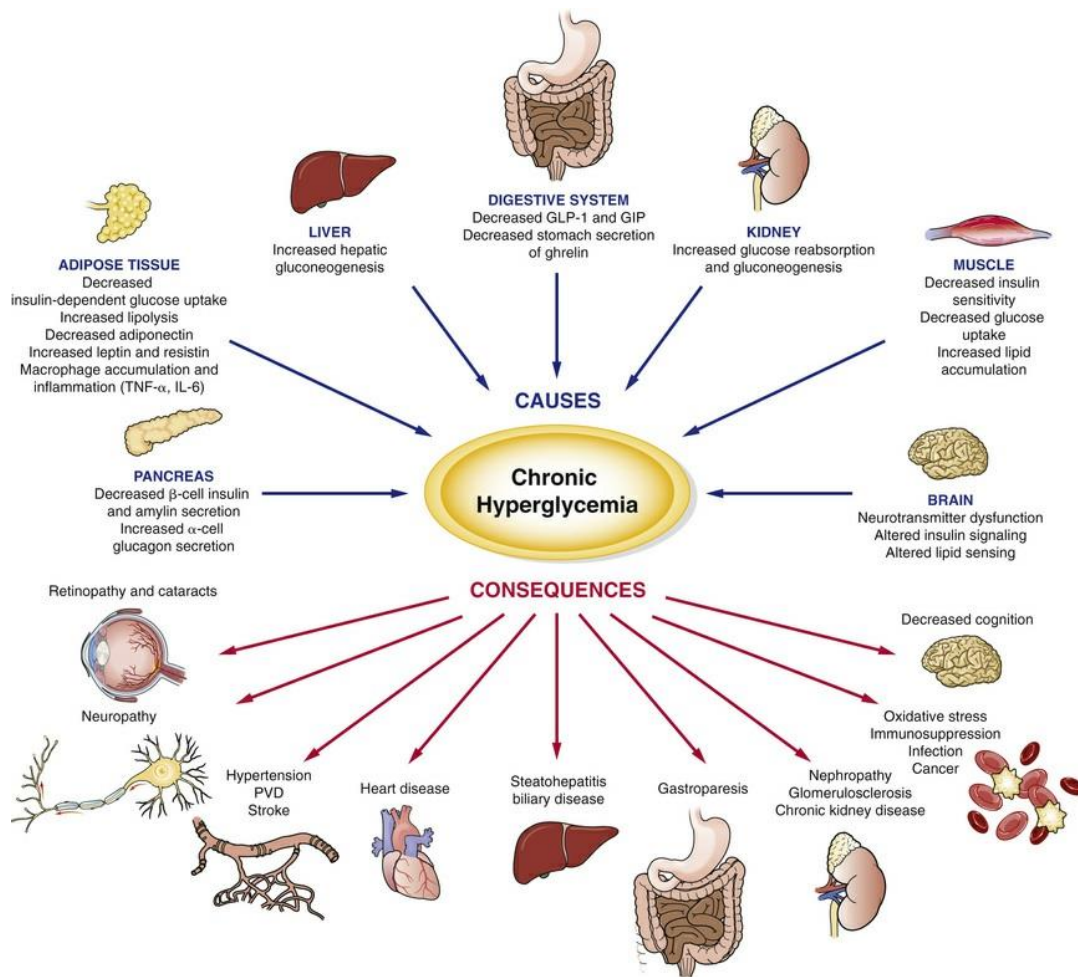 DIGESTIVE SYSTEM
Decreased GLP-1 and GIP
Decreased stomach secretion
of ghrelin
LIVER
Increased hepatic
gluconeogenesis
KIDNEY
Increased glucose reabsorption
and gluconeogenesis
ADIPOSE TISSUE
Decreased
insulin-dependent glucose uptake
Increased lipolysis
Decreased adiponectin
Increased leptin and resistin
Macrophage accumulation and
inflammation (TNF-α, IL-6)
MUSCLE
Decreased insulin
sensitivity
Decreased glucose
uptake
Increased lipid
accumulation
CAUSES
PANCREAS
Decreased β-cell insulin
and amylin secretion
Increased α-cell
glucagon secretion
Chronic
Hyperglycemia
BRAIN
Neurotransmitter dysfunction
Altered insulin signaling
Altered lipid sensing
CONSEQUENCES
Retinopathy and cataracts
Neuropathy
Hypertension
PVD
Stroke
Heart disease
Steatohepatitis
biliary disease
Gastroparesis
Nephropathy
Glomerulosclerosis
Chronic kidney disease
Oxidative stress
Immunosuppression
Infection
Cancer
Decreased cognition